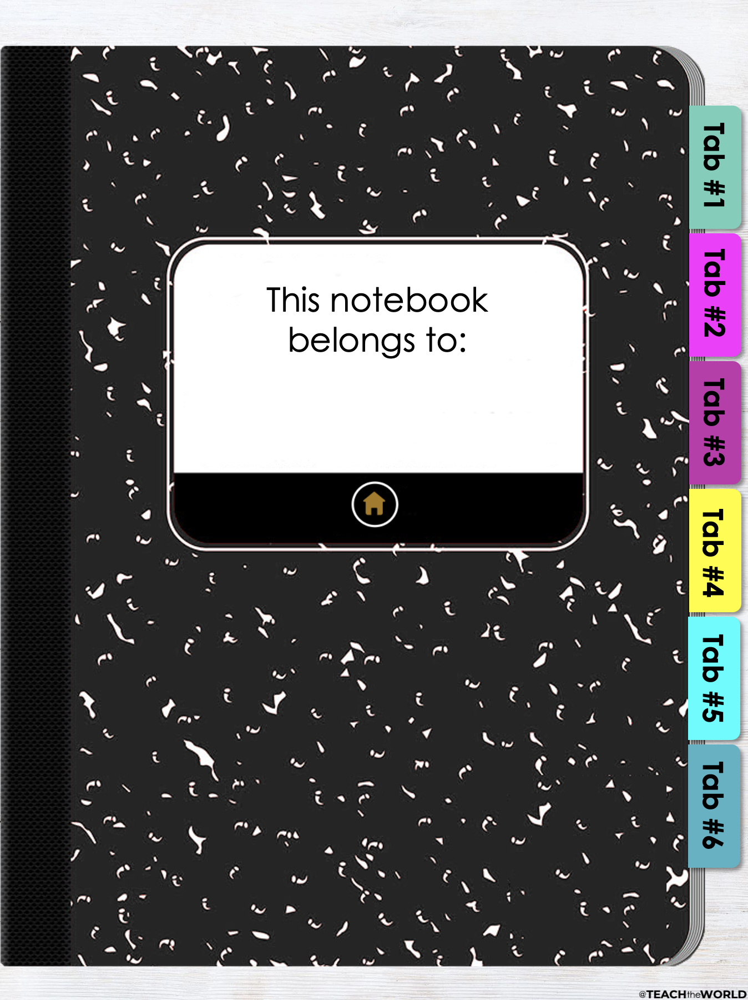 This notebook
belongs to:
Tab #1
Tab #2
Tab #3
Tab #4
Tab #5
Tab #6
@TEACHtheWORLD